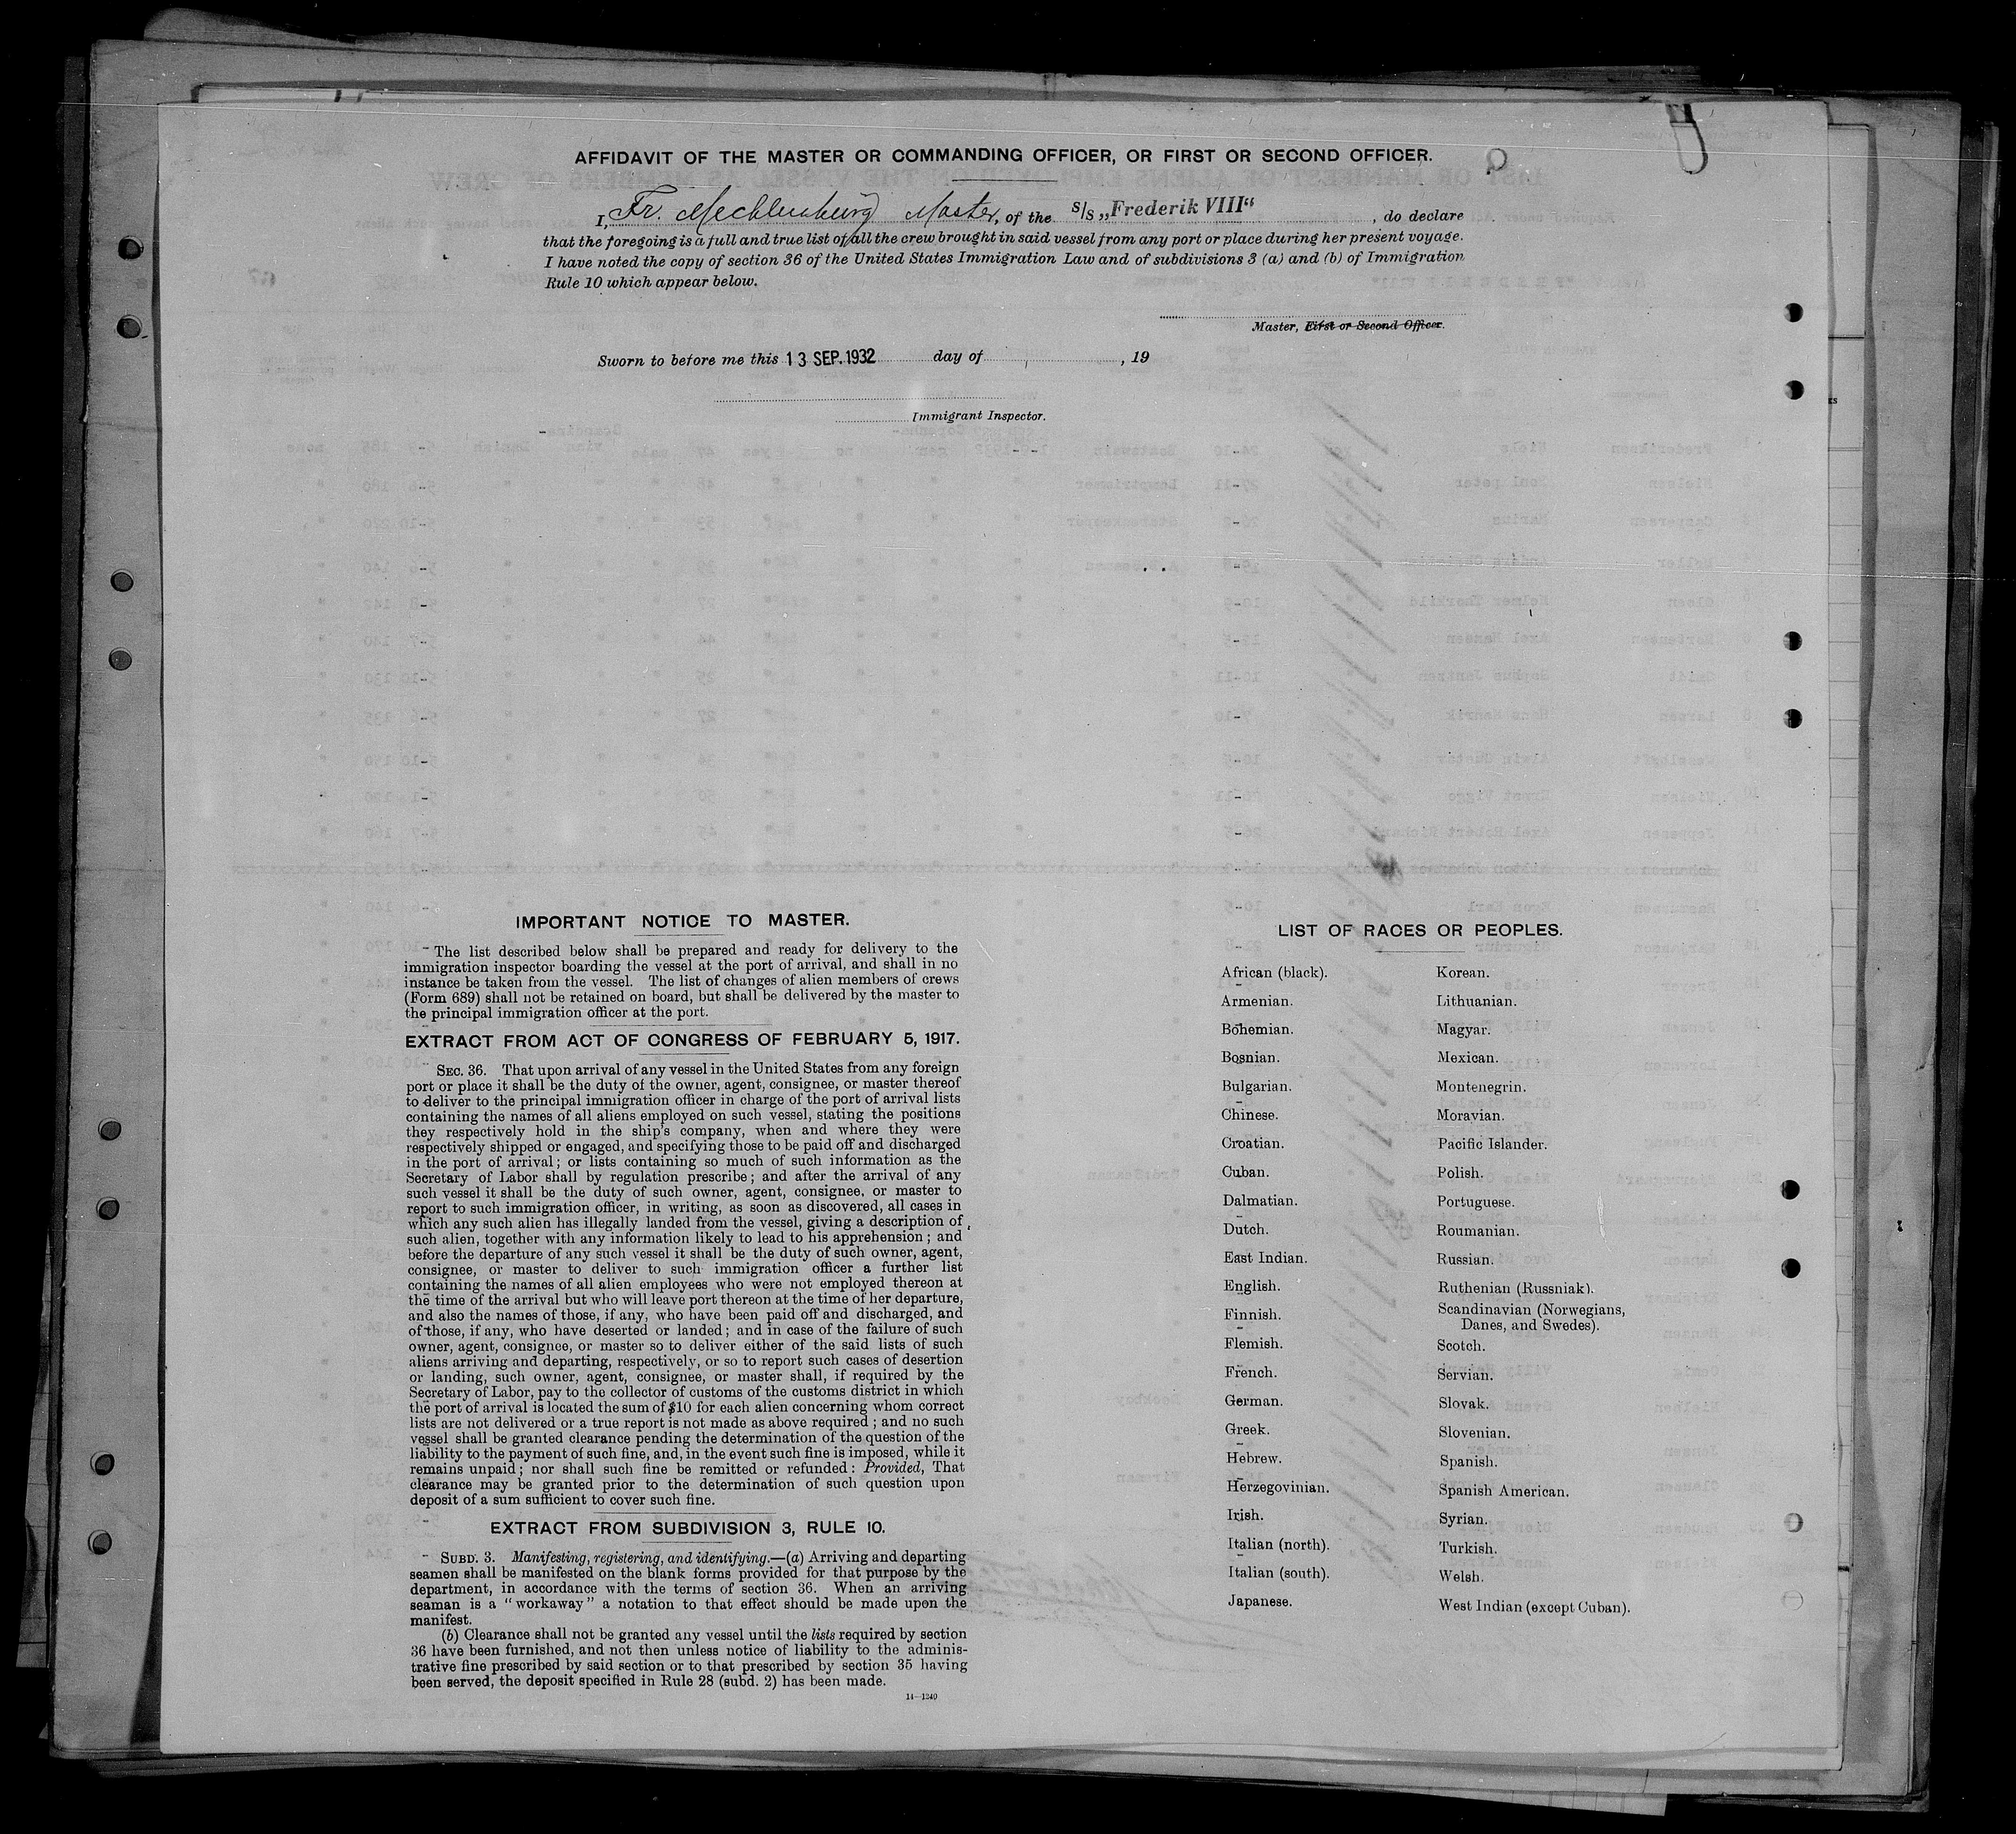 AFFIDAVIT OF THE MASTER OR COMMANDING OFFICER, OR FIRST OR SECOND OFFICER.
I, Fr. Mecklenburg Master, of the S/S „Frederik VIII“ , do declare
that the foregoing is a full and true list of all the crew brought in said vessel from any port or place during her present voyage.
I have noted the copy of section 36 of the United States Immigration Law and of subdivisions 3 (a) and (b) of Immigration
Rule 10 which appear below.
Master, First or Second Officer.
Sworn to before me this 13 SEP. 1932 day of , 19
Immigrant Inspector.
IMPORTANT NOTICE TO MASTER.
The list described below shall be prepared and ready for delivery to the
immigration inspector boarding the vessel at the port of arrival, and shall in no
instance be taken from the vessel. The list of changes of alien members of crews
(Form 689) shall not be retained on board, but shall be delivered by the master to
the principal immigration officer at the port.
EXTRACT FROM ACT OF CONGRESS OF FEBRUARY 5, 1917.
SEC. 36. That upon arrival of any vessel in the United States from any foreign
port or place it shall be the duty of the owner, agent, consignee, or master thereof
to deliver to the principal immigration officer in charge of the port of arrival lists
containing the names of all aliens employed on such vessel, stating the positions
they respectively hold in the ship's company, when and where they were
respectively shipped or engaged, and specifying those to be paid off and discharged
in the port of arrival; or lists containing so much of such information as the
Secretary of Labor shall by regulation prescribe; and after the arrival of any
such vessel it shall be the duty of such owner, agent, consignee, or master to
report to such immigration officer, in writing, as soon as discovered, all cases in
which any such alien has illegally landed from the vessel, giving a description of
such alien, together with any information likely to lead to his apprehension; and
before the departure of any such vessel it shall be the duty of such owner, agent,
consignee, or master to deliver to such immigration officer a further list
containing the names of all alien employees who were not employed thereon at
the time of the arrival but who will leave port thereon at the time of her departure,
and also the names of those, if any, who have been paid off and discharged, and
of those, if any, who have deserted or landed; and in case of the failure of such
owner, agent, consignee, or master so to deliver either of the said lists of such
aliens arriving and departing, respectively, or so to report such cases of desertion
or landing, such owner, agent, consignee, or master shall, if required by the
Secretary of Labor, pay to the collector of customs of the customs district in which
the port of arrival is located the sum of $10 for each alien concerning whom correct
lists are not delivered or a true report is not made as above required; and no such
vessel shall be granted clearance pending the determination of the question of the
liability to the payment of such fine, and, in the event such fine is imposed, while it
remains unpaid; nor shall such fine be remitted or refunded: Provided, That
clearance may be granted prior to the determination of such question upon
deposit of a sum sufficient to cover such fine.
EXTRACT FROM SUBDIVISION 3, RULE 10.
SUBD. 3. Manifesting, registering, and identifying.—(a) Arriving and departing
seamen shall be manifested on the blank forms provided for that purpose by the
department, in accordance with the terms of section 36. When an arriving
seaman is a "workaway" a notation to that effect should be made upon the
manifest.
(b) Clearance shall not be granted any vessel until the lists required by section
36 have been furnished, and not then unless notice of liability to the adminis-
trative fine prescribed by said section or to that prescribed by section 35 having
been served, the deposit specified in Rule 28 (subd. 2) has been made.
14—1240
LIST OF RACES OR PEOPLES.
African (black).
Armenian.
Bohemian.
Bosnian.
Bulgarian.
Chinese.
Croatian.
Cuban.
Dalmatian.
Dutch.
East Indian.
English.
Finnish.
Flemish.
French.
German.
Greek.
Hebrew.
Herzegovinian.
Irish.
Italian (north).
Italian (south).
Japanese.
Korean.
Lithuanian.
Magyar.
Mexican.
Montenegrin.
Moravian.
Pacific Islander.
Polish.
Portuguese.
Roumanian.
Russian.
Ruthenian (Russniak).
Scandinavian (Norwegians,
Danes, and Swedes).
Scotch.
Servian.
Slovak.
Slovenian.
Spanish.
Spanish American.
Syrian.
Turkish.
Welsh.
West Indian (except Cuban).